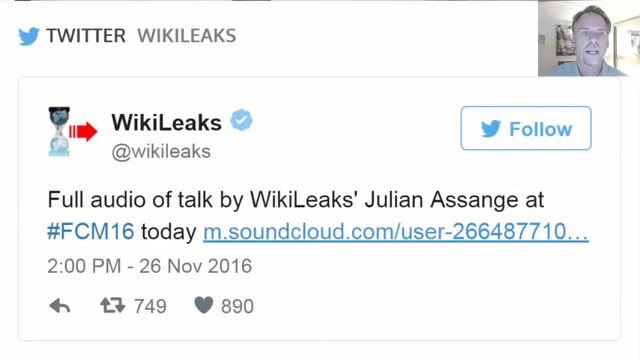 TWITTER WIKILEAKS
WikiLeaks
@wikileaks
Follow
Full audio of talk by WikiLeaks' Julian Assange at
#FCM16 today m.soundcloud.com/user-266487710…
2:00 PM - 26 Nov 2016
749 890